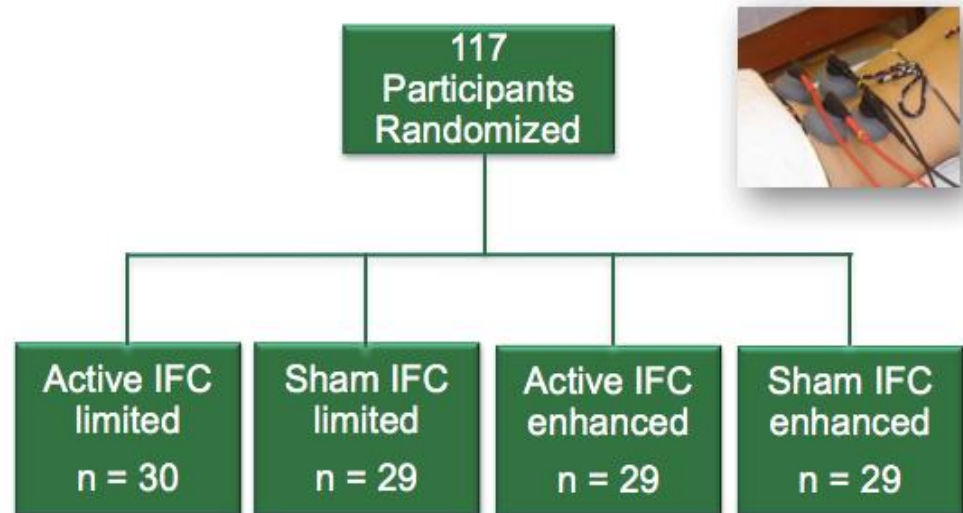 117
Participants
Randomized
Active IFC
limited
n = 30
Sham IFC
limited
n = 29
Active IFC
enhanced
n = 29
Sham IFC
enhanced
n = 29